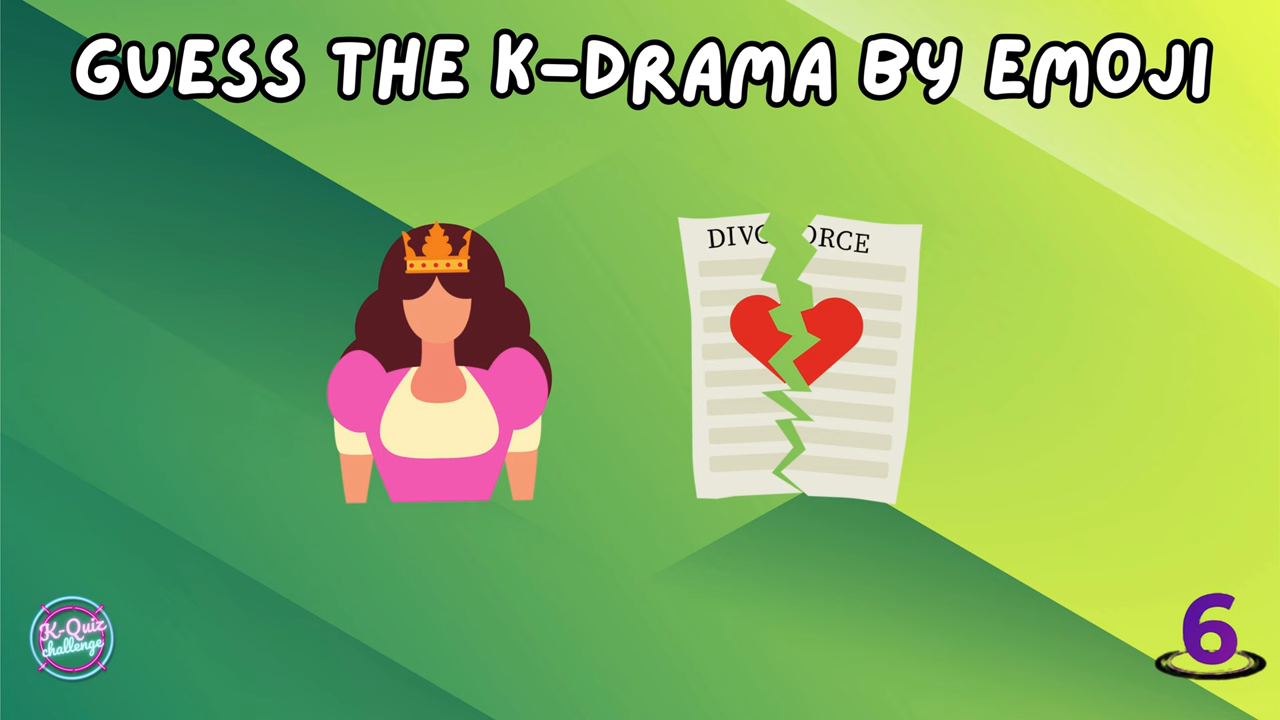 GUESS THE K-DRAMA BY EMOJI
DIVORCE
K-Quiz
challenge
6